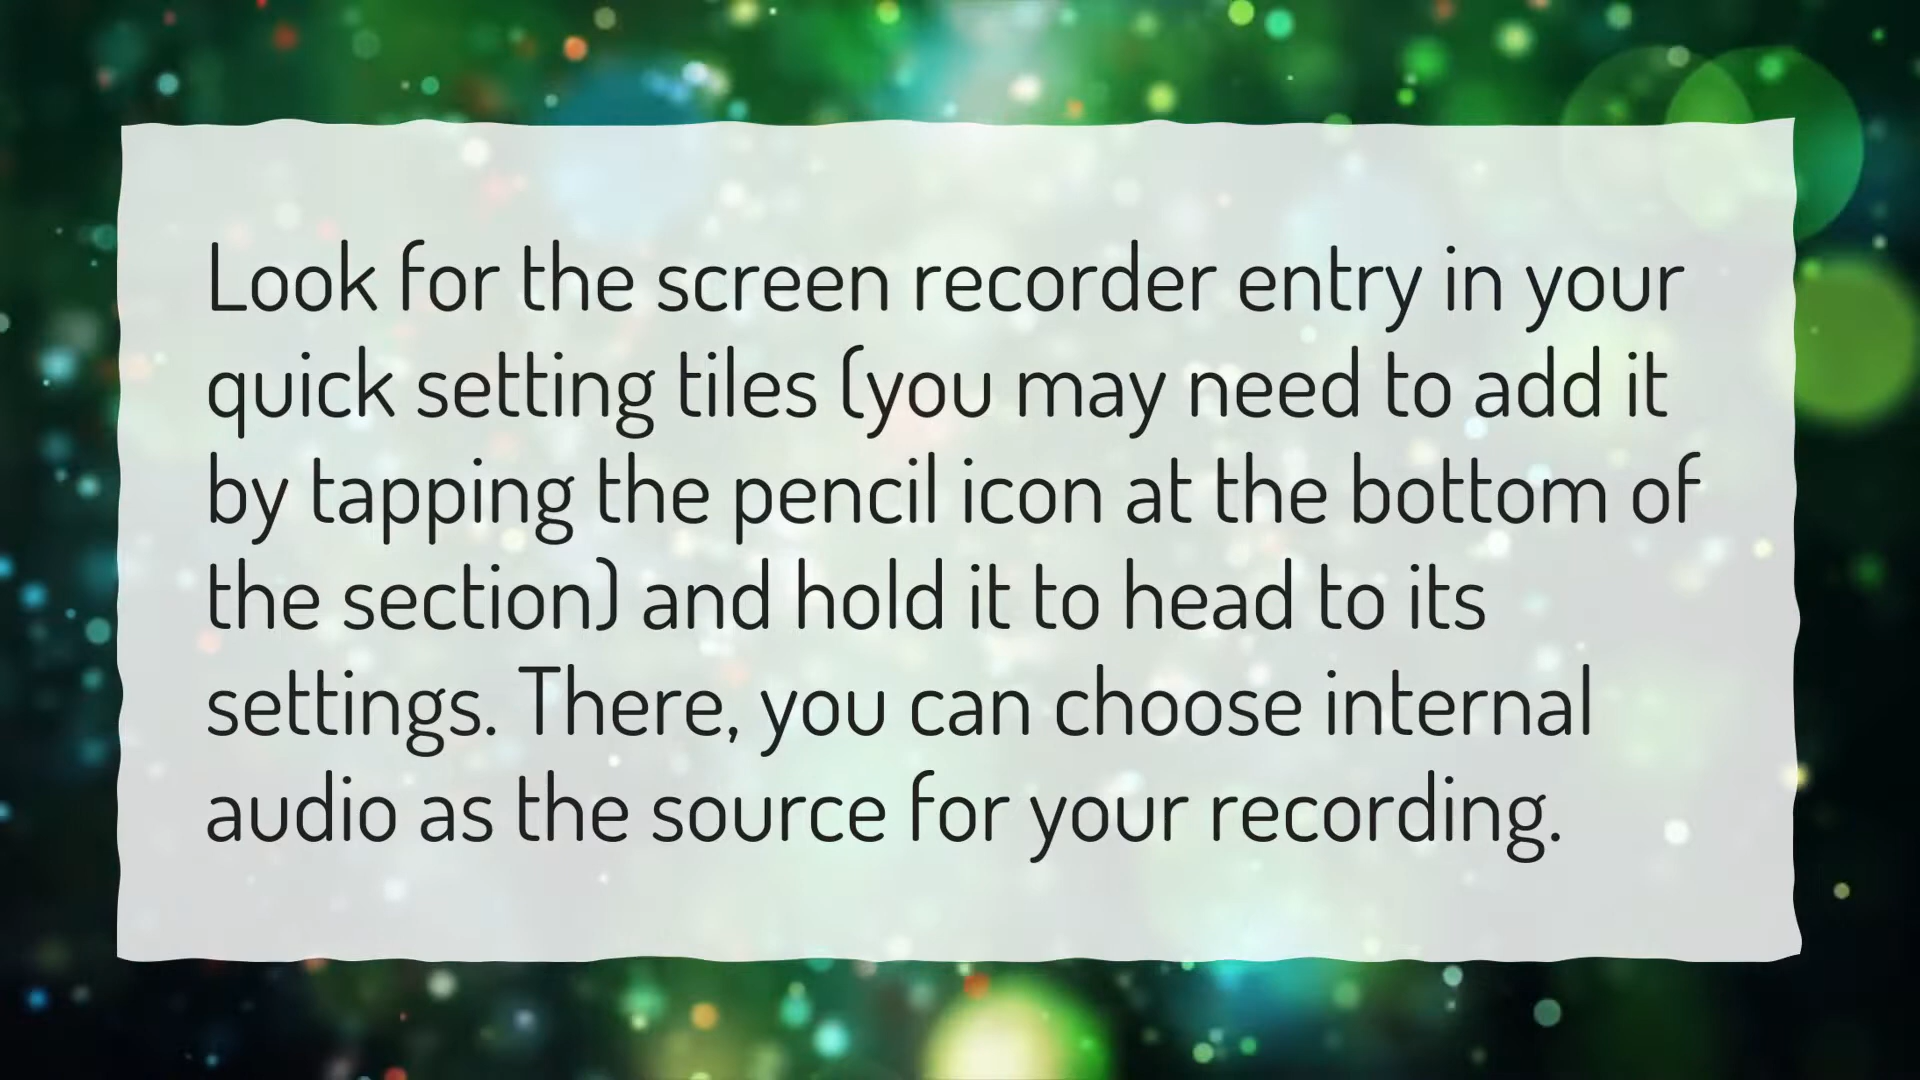 Look for the screen recorder entry in your
quick setting tiles (you may need to add it
by tapping the pencil icon at the bottom of
the section) and hold it to head to its
settings. There, you can choose internal
audio as the source for your recording.